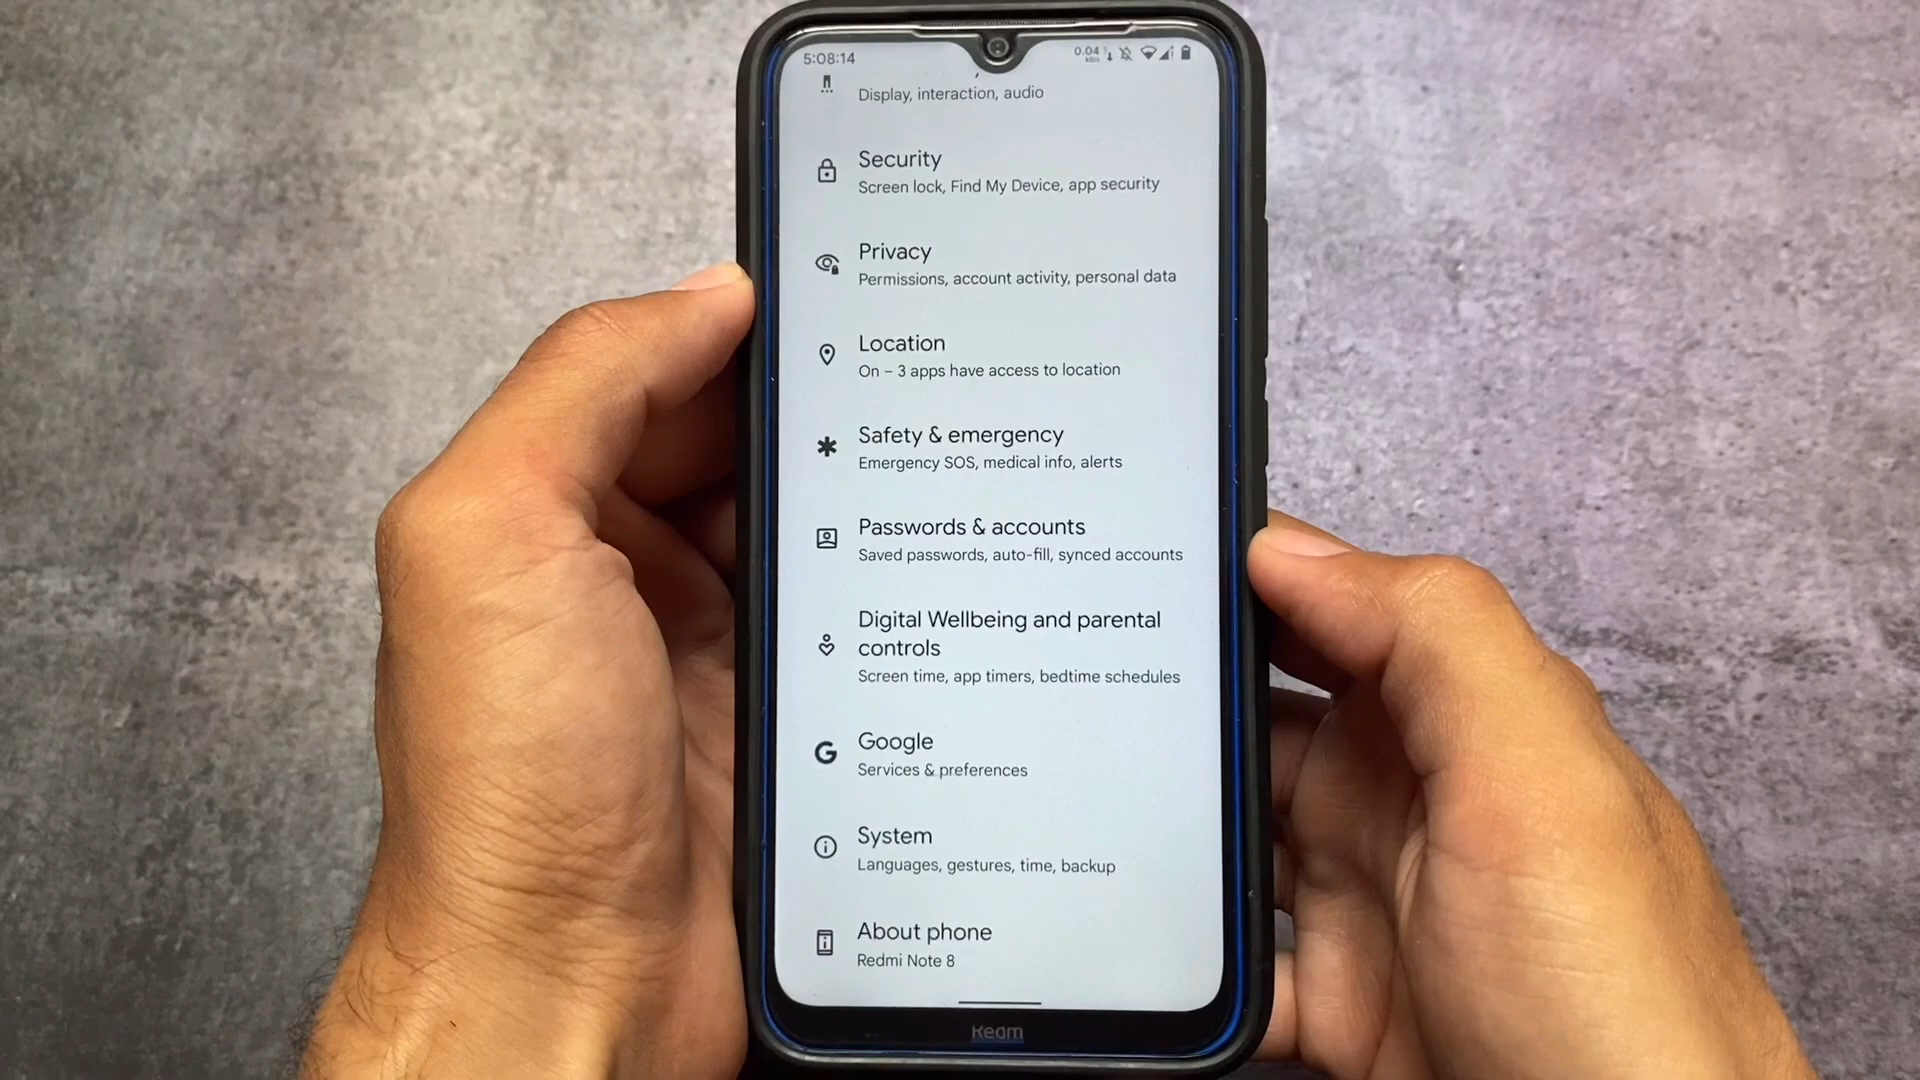 5:08:14
0.04
Display, interaction, audio
Security
Screen lock, Find My Device, app security
Privacy
Permissions, account activity, personal data
Location
On – 3 apps have access to location
Safety & emergency
Emergency SOS, medical info, alerts
Passwords & accounts
Saved passwords, auto-fill, synced accounts
Digital Wellbeing and parental
controls
Screen time, app timers, bedtime schedules
Google
Services & preferences
System
Languages, gestures, time, backup
About phone
Redmi Note 8